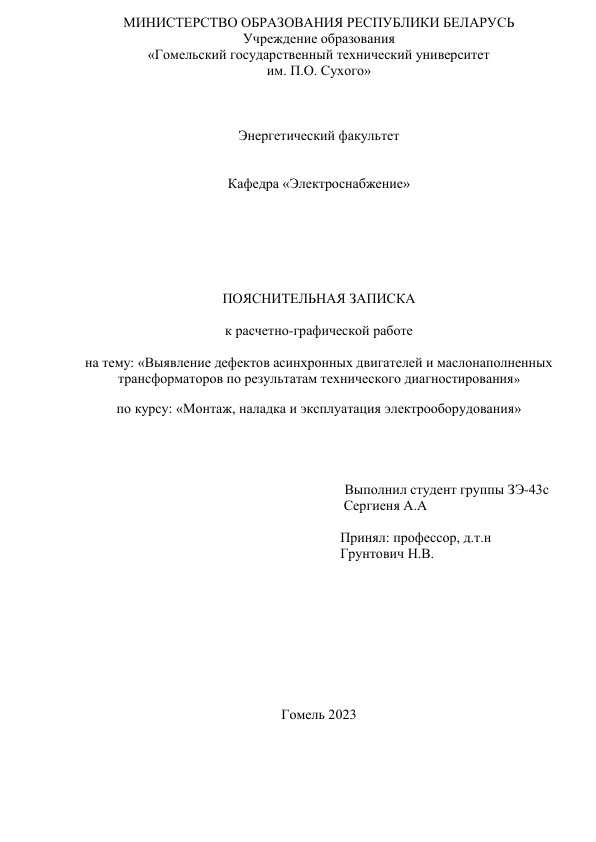 МИНИСТЕРСТВО ОБРАЗОВАНИЯ РЕСПУБЛИКИ БЕЛАРУСЬ
Учреждение образования
«Гомельский государственный технический университет
им. П.О. Сухого»
Энергетический факультет
Кафедра «Электроснабжение»
ПОЯСНИТЕЛЬНАЯ ЗАПИСКА
к расчетно-графической работе
на тему: «Выявление дефектов асинхронных двигателей и маслонаполненных
трансформаторов по результатам технического диагностирования»
по курсу: «Монтаж, наладка и эксплуатация электрооборудования»
Выполнил студент группы ЗЭ-43с
Сергиеня А.А
Принял: профессор, д.т.н
Грунтович Н.В.
Гомель 2023